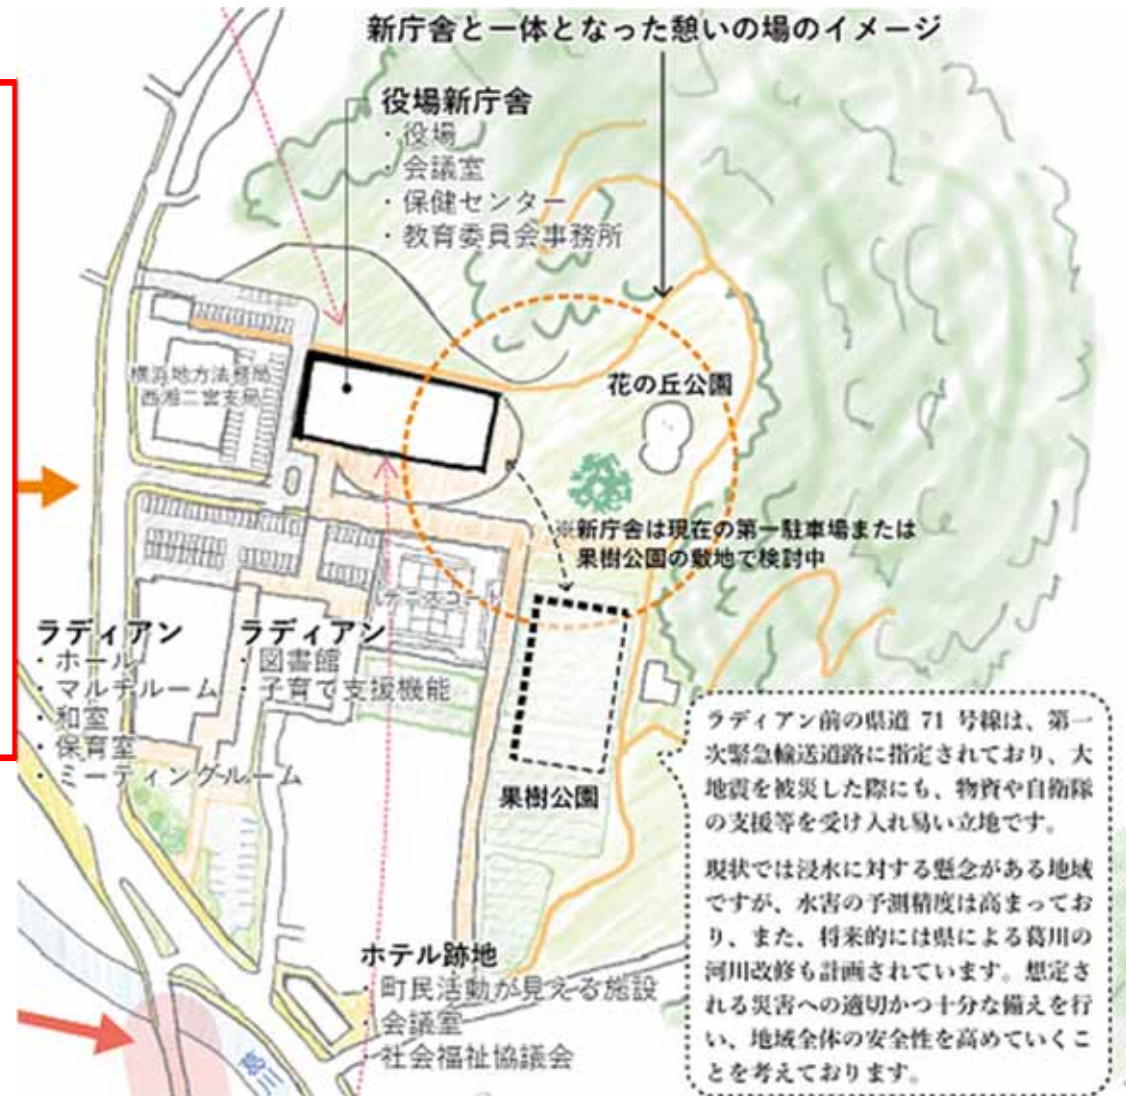 新庁舎と一体となった憩いの場のイメージ
役場新庁舎
・役場
・会議室
・保健センター
・教育委員会事務所
横浜地方法務局
西湘二宮支局
花の丘公園
※新庁舎は現在の第一駐車場または
果樹公園の敷地で検討中
テニスコート
ラディアン
・ホール
・マルチルーム
・和室
・保育室
・ミーティングルーム
ラディアン
・図書館
・子育て支援機能
果樹公園
ホテル跡地
・町民活動が見える施設
・会議室
・社会福祉協議会
葛川
ラディアン前の県道 71 号線は、第一
次緊急輸送道路に指定されており、大
地震を被災した際にも、物資や自衛隊
の支援等を受け入れ易い立地です。
現状では浸水に対する懸念がある地域
ですが、水害の予測精度は高まってお
り、また、将来的には県による葛川の
河川改修も計画されています。想定さ
れる災害への適切かつ十分な備えを行
い、地域全体の安全性を高めていくこ
とを考えております。